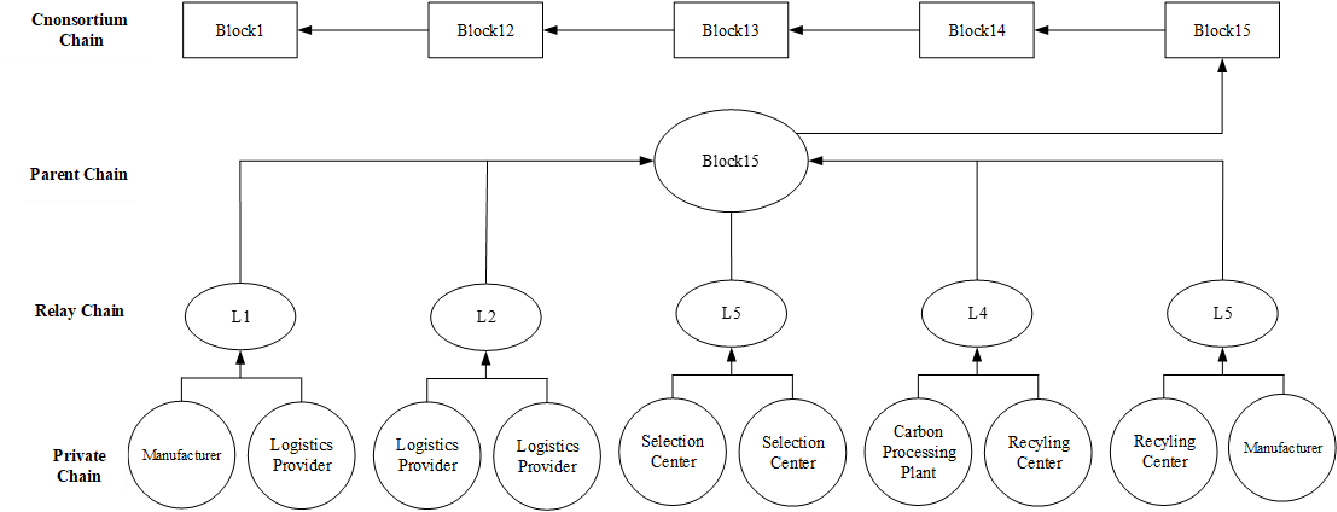 Cnonsortium
Chain
Block1
Block12
Block13
Block14
Block15
Parent Chain
Block15
Relay Chain
L1
L2
L5
L4
L5
Private
Chain
Manufacturer
Logistics
Provider
Logistics
Provider
Logistics
Provider
Selection
Center
Selection
Center
Carbon
Processing
Plant
Recyling
Center
Recyling
Center
Manufacturer